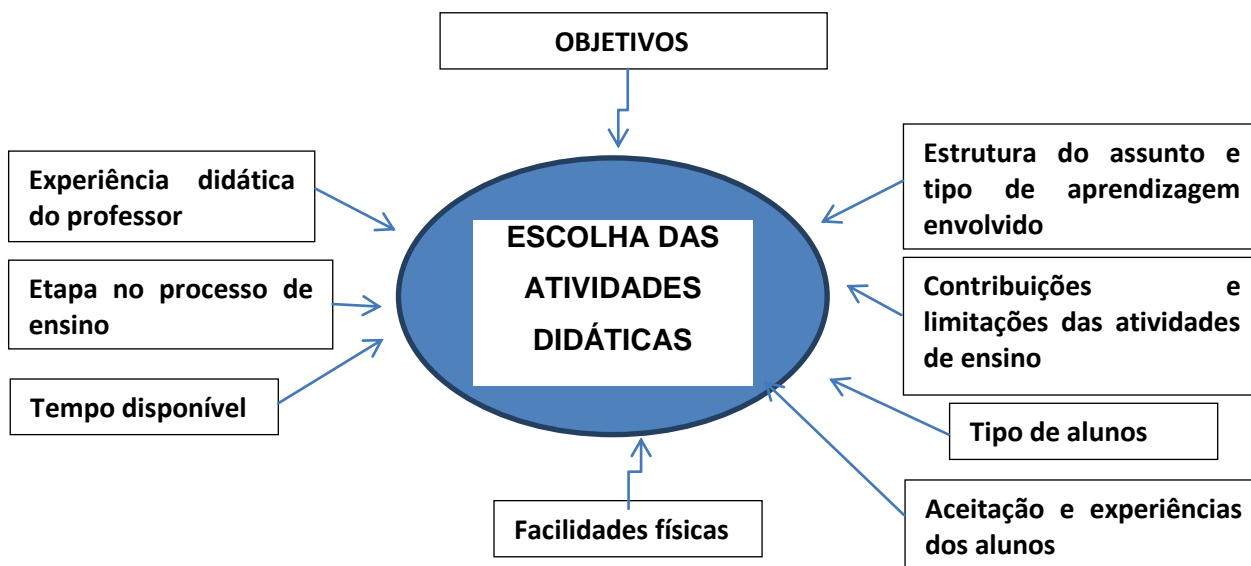 OBJETIVOS
Experiência didática
do professor
Etapa no processo de
ensino
Tempo disponível
ESCOLHA DAS
ATIVIDADES
DIDÁTICAS
Estrutura do assunto e
tipo de aprendizagem
envolvido
Contribuições e
limitações das atividades
de ensino
Tipo de alunos
Aceitação e experiências
dos alunos
Facilidades físicas